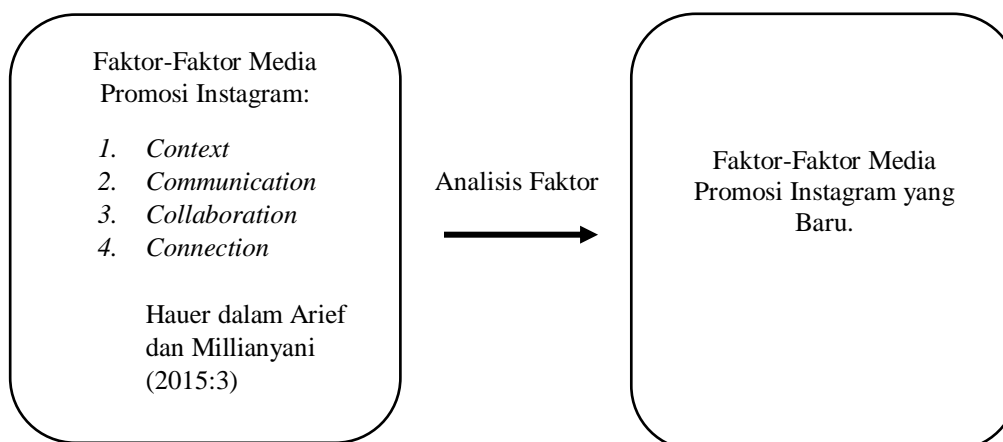 Faktor-Faktor Media
Promosi Instagram:
1. Context
2. Communication
3. Collaboration
4. Connection
Hauer dalam Arief
dan Millianyani
(2015:3)
Analisis Faktor
Faktor-Faktor Media
Promosi Instagram yang
Baru.